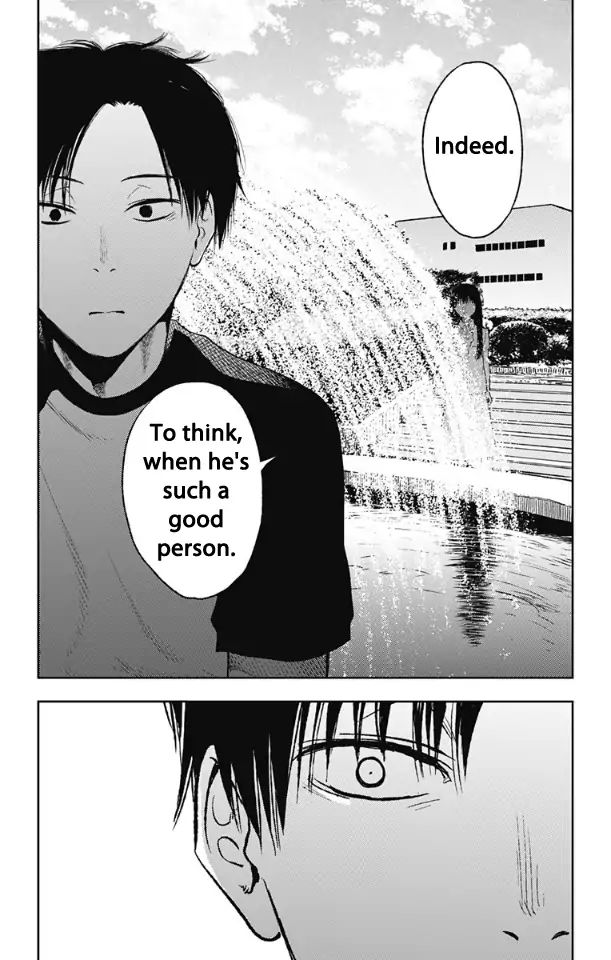 Indeed.
To think,
when he's
such a
good
person.